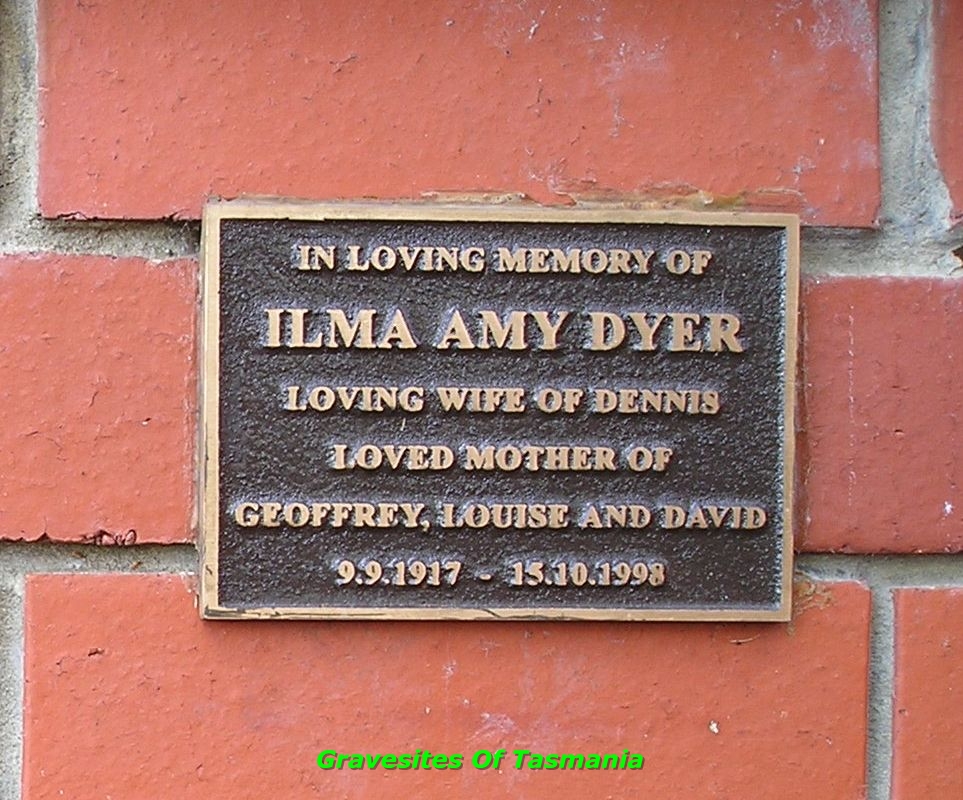 IN LOVING MEMORY OF
ILMA AMY DYER
LOVING WIFE OF DENNIS
LOVED MOTHER OF
GEOFFREY, LOUISE AND DAVID
9.9.1917 - 15.10.1998
Gravesites Of Tasmania